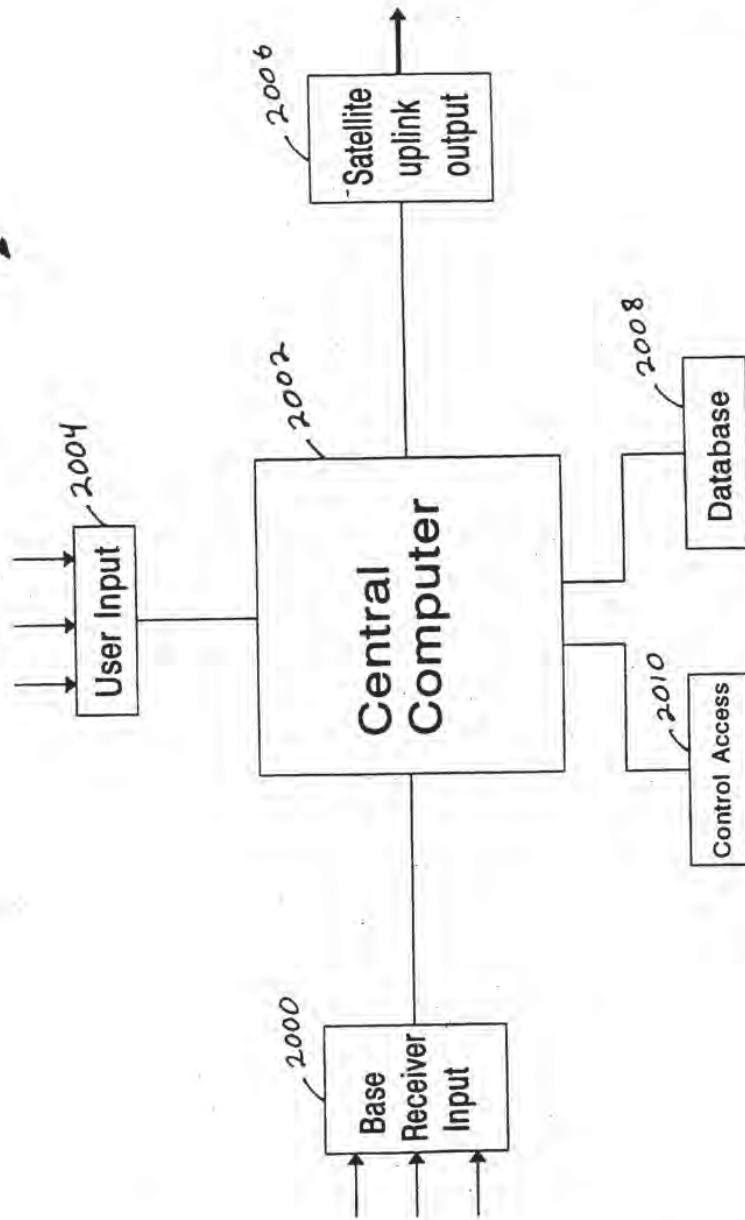 2004
User Input
2000
Base
Receiver
Input
2002
Central
Computer
2006
Satellite
uplink
output
2010
Control Access
2008
Database